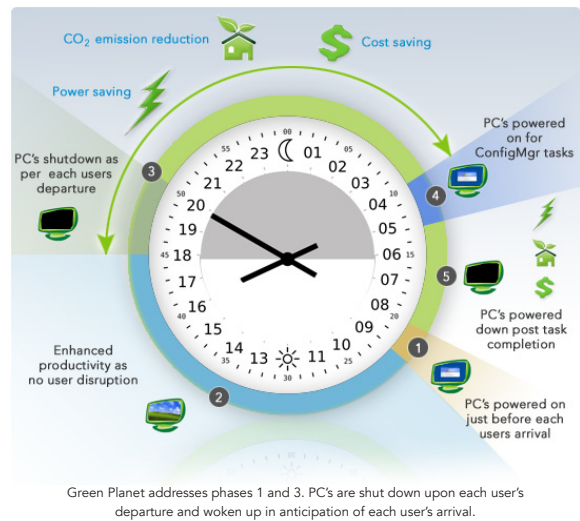 CO2 emission reduction
Cost saving
Power saving
PC's shutdown as
per each users
departure
PC's powered
on for
ConfigMgr tasks
PC's powered
down post task
completion
PC's powered on
just before each
users arrival
Enhanced
productivity as
no user disruption
1
2
3
4
5
00
01
02
03
04
05
06
07
08
09
10
11
13
14
15
16
17
18
19
20
21
22
23
10
15
20
25
30
35
40
45
50
55
Green Planet addresses phases 1 and 3. PC's are shut down upon each user's
departure and woken up in anticipation of each user's arrival.